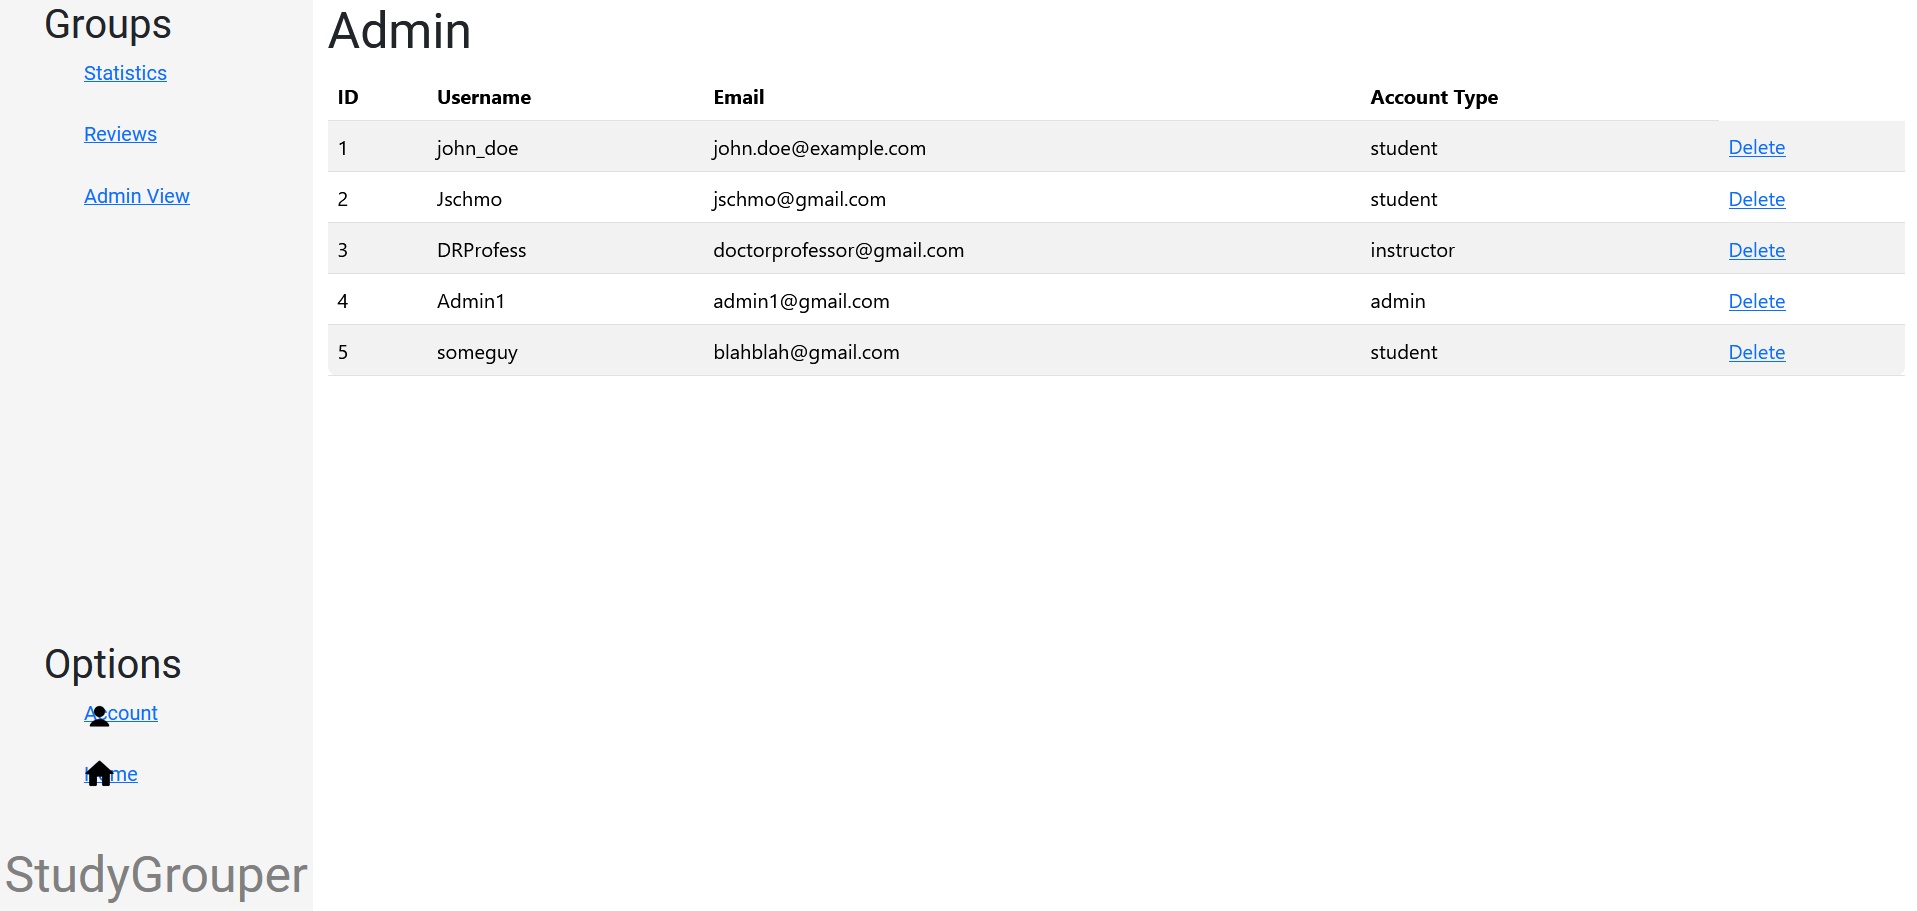 Groups
Statistics
Reviews
Admin View
Options
Account
Home
StudyGrouper
Admin
ID Username Email Account Type
1 john_doe john.doe@example.com student Delete
2 Jschmo jschmo@gmail.com student Delete
3 DRProfess doctorprofessor@gmail.com instructor Delete
4 Admin1 admin1@gmail.com admin Delete
5 someguy blahblah@gmail.com student Delete